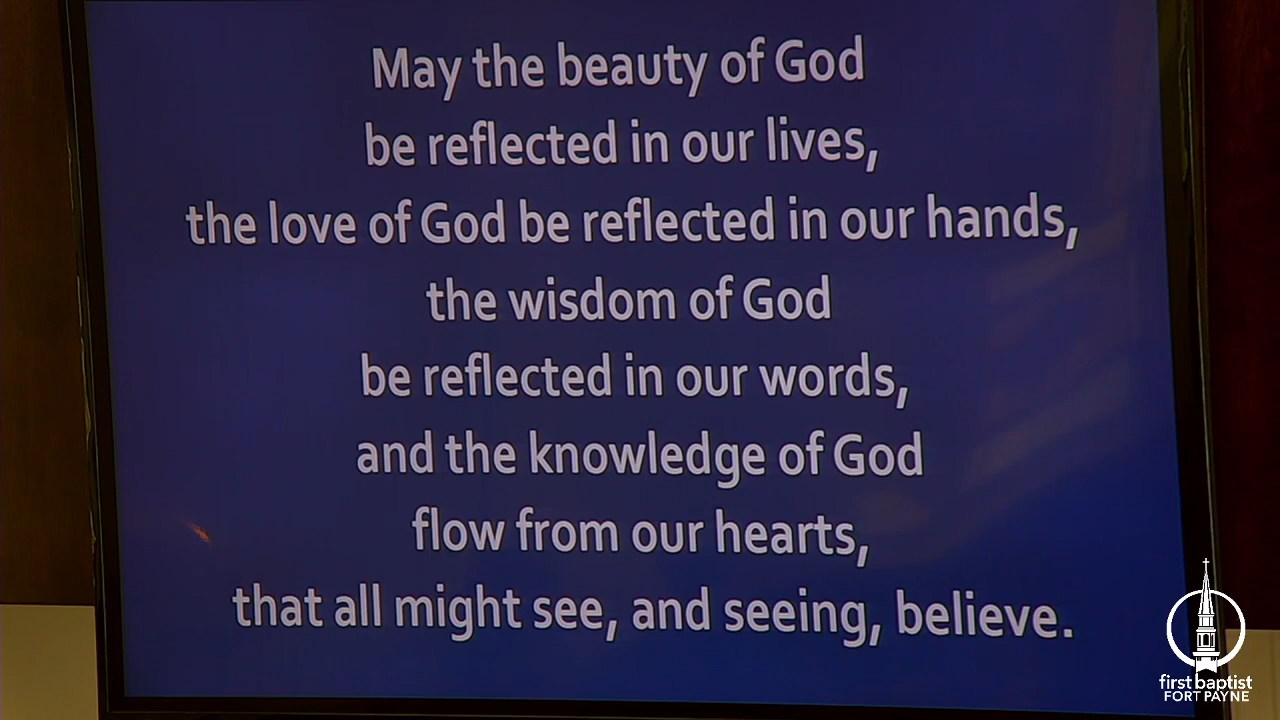 May the beauty of God
be reflected in our lives,
the love of God be reflected in our hands,
the wisdom of God
be reflected in our words,
and the knowledge of God
flow from our hearts,
that all might see, and seeing, believe.
first baptist
FORT PAYNE